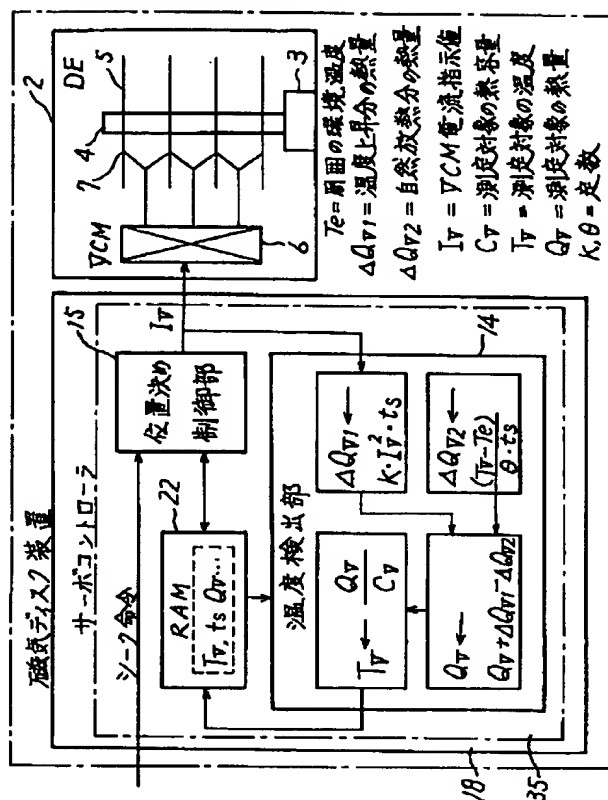 磁気ディスク装置
サーボコントローラ
シーク命令
22
RAM
Tv, ts Qv...
15
位置決め
制御部
Iv
温度検出部
14
Tv ← Qv / Cv
ΔQv1 ←
K・Iv²・ts
Qv ←
Qv+ΔQv1-ΔQv2
ΔQv2 ←
(Tv-Te) / θ・ts
18
35
2
DE
VCM
7
4
5
6
3
Te=周囲の環境温度
ΔQv1=温度上昇分の熱量
ΔQv2=自然放熱分の熱量
Iv=VCM電流指示値
Cv=測定対象の熱容量
Tv=測定対象の温度
Qv=測定対象の熱量
K,θ=定数